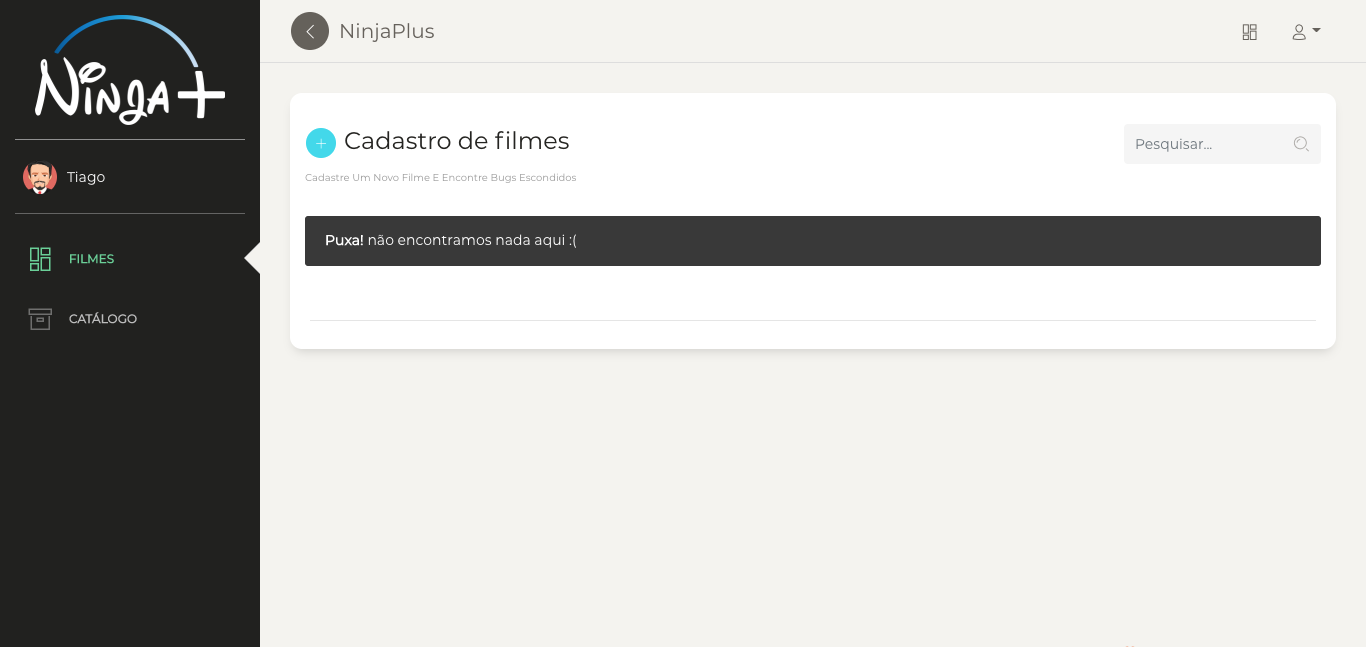 Ninja+
NinjaPlus
Tiago
FILMES
CATÁLOGO
Cadastro de filmes
Pesquisar...
Cadastre Um Novo Filme E Encontre Bugs Escondidos
Puxa! não encontramos nada aqui :(